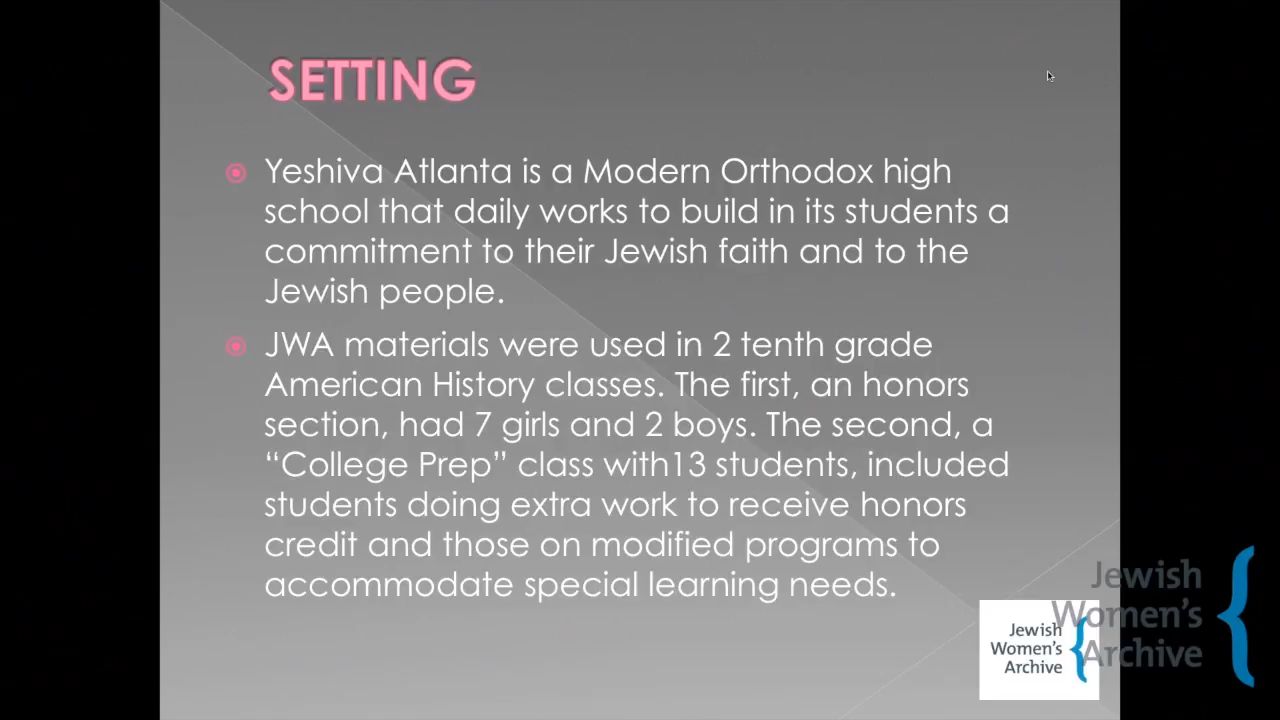 SETTING
Yeshiva Atlanta is a Modern Orthodox high
school that daily works to build in its students a
commitment to their Jewish faith and to the
Jewish people.
JWA materials were used in 2 tenth grade
American History classes. The first, an honors
section, had 7 girls and 2 boys. The second, a
“College Prep” class with13 students, included
students doing extra work to receive honors
credit and those on modified programs to
accommodate special learning needs.
Jewish
Women's
Archive
Jewish
Women's
Archive